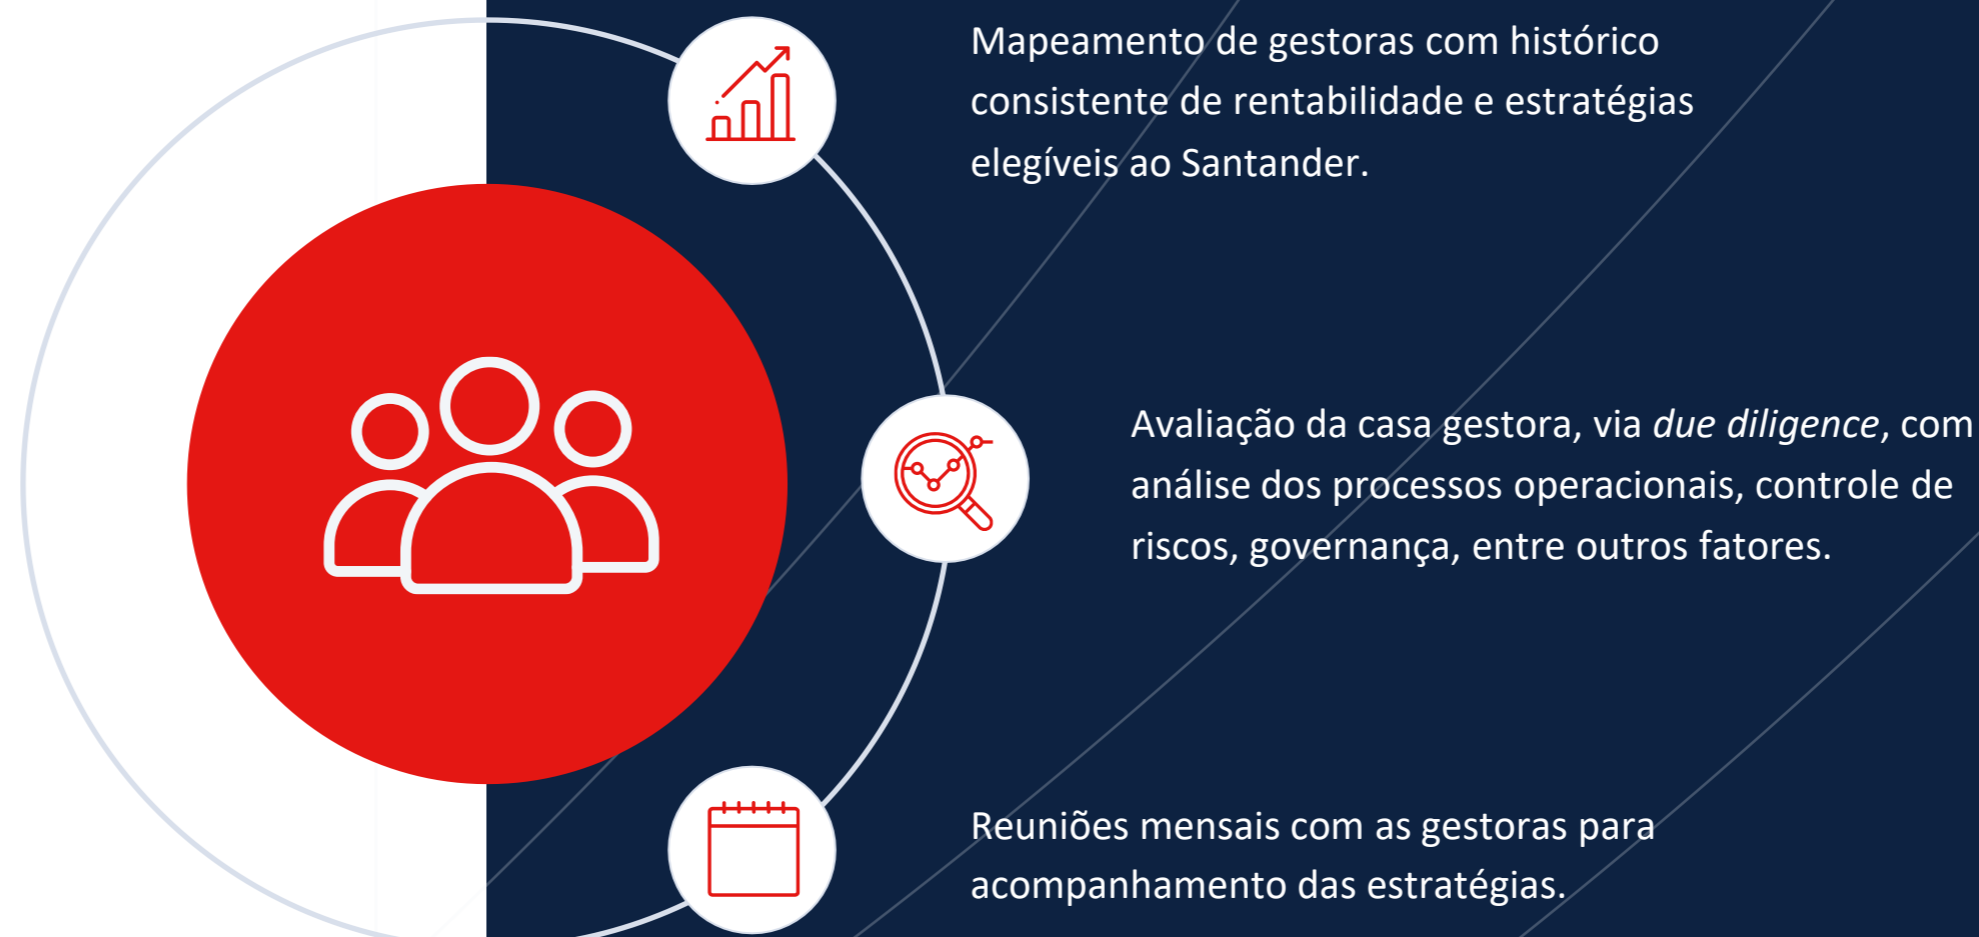 Mapeamento de gestoras com histórico
consistente de rentabilidade e estratégias
elegíveis ao Santander.
Avaliação da casa gestora, via due diligence, com
análise dos processos operacionais, controle de
riscos, governança, entre outros fatores.
Reuniões mensais com as gestoras para
acompanhamento das estratégias.